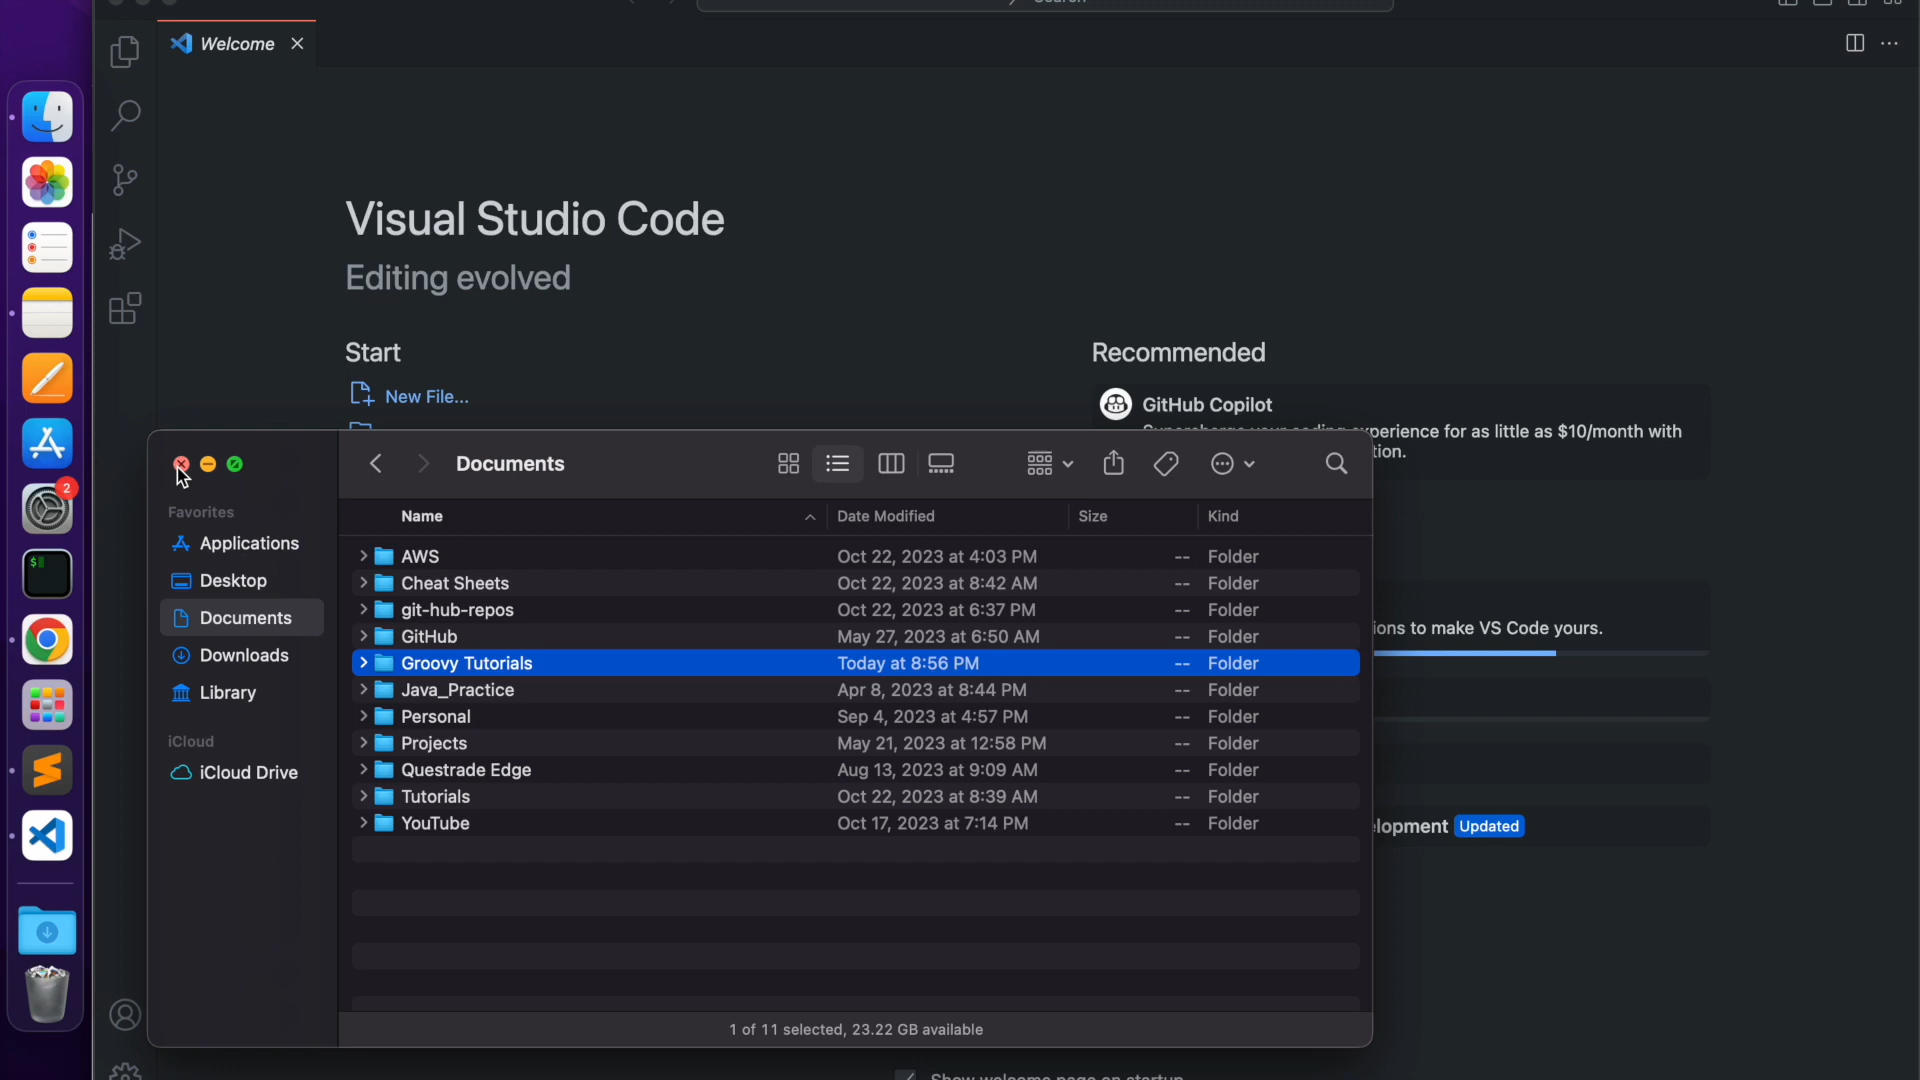 Search
Welcome
Visual Studio Code
Editing evolved
Start
New File...
Recommended
GitHub Copilot
experience for as little as $10/month with
tion.
ions to make VS Code yours.
lopment Updated
2
$
Documents
Favorites
Applications
Desktop
Documents
Downloads
Library
iCloud
iCloud Drive
Name Date Modified Size Kind
AWS Oct 22, 2023 at 4:03 PM -- Folder
Cheat Sheets Oct 22, 2023 at 8:42 AM -- Folder
git-hub-repos Oct 22, 2023 at 6:37 PM -- Folder
GitHub May 27, 2023 at 6:50 AM -- Folder
Groovy Tutorials Today at 8:56 PM -- Folder
Java_Practice Apr 8, 2023 at 8:44 PM -- Folder
Personal Sep 4, 2023 at 4:57 PM -- Folder
Projects May 21, 2023 at 12:58 PM -- Folder
Questrade Edge Aug 13, 2023 at 9:09 AM -- Folder
Tutorials Oct 22, 2023 at 8:39 AM -- Folder
YouTube Oct 17, 2023 at 7:14 PM -- Folder
1 of 11 selected, 23.22 GB available
Show welcome page on startup